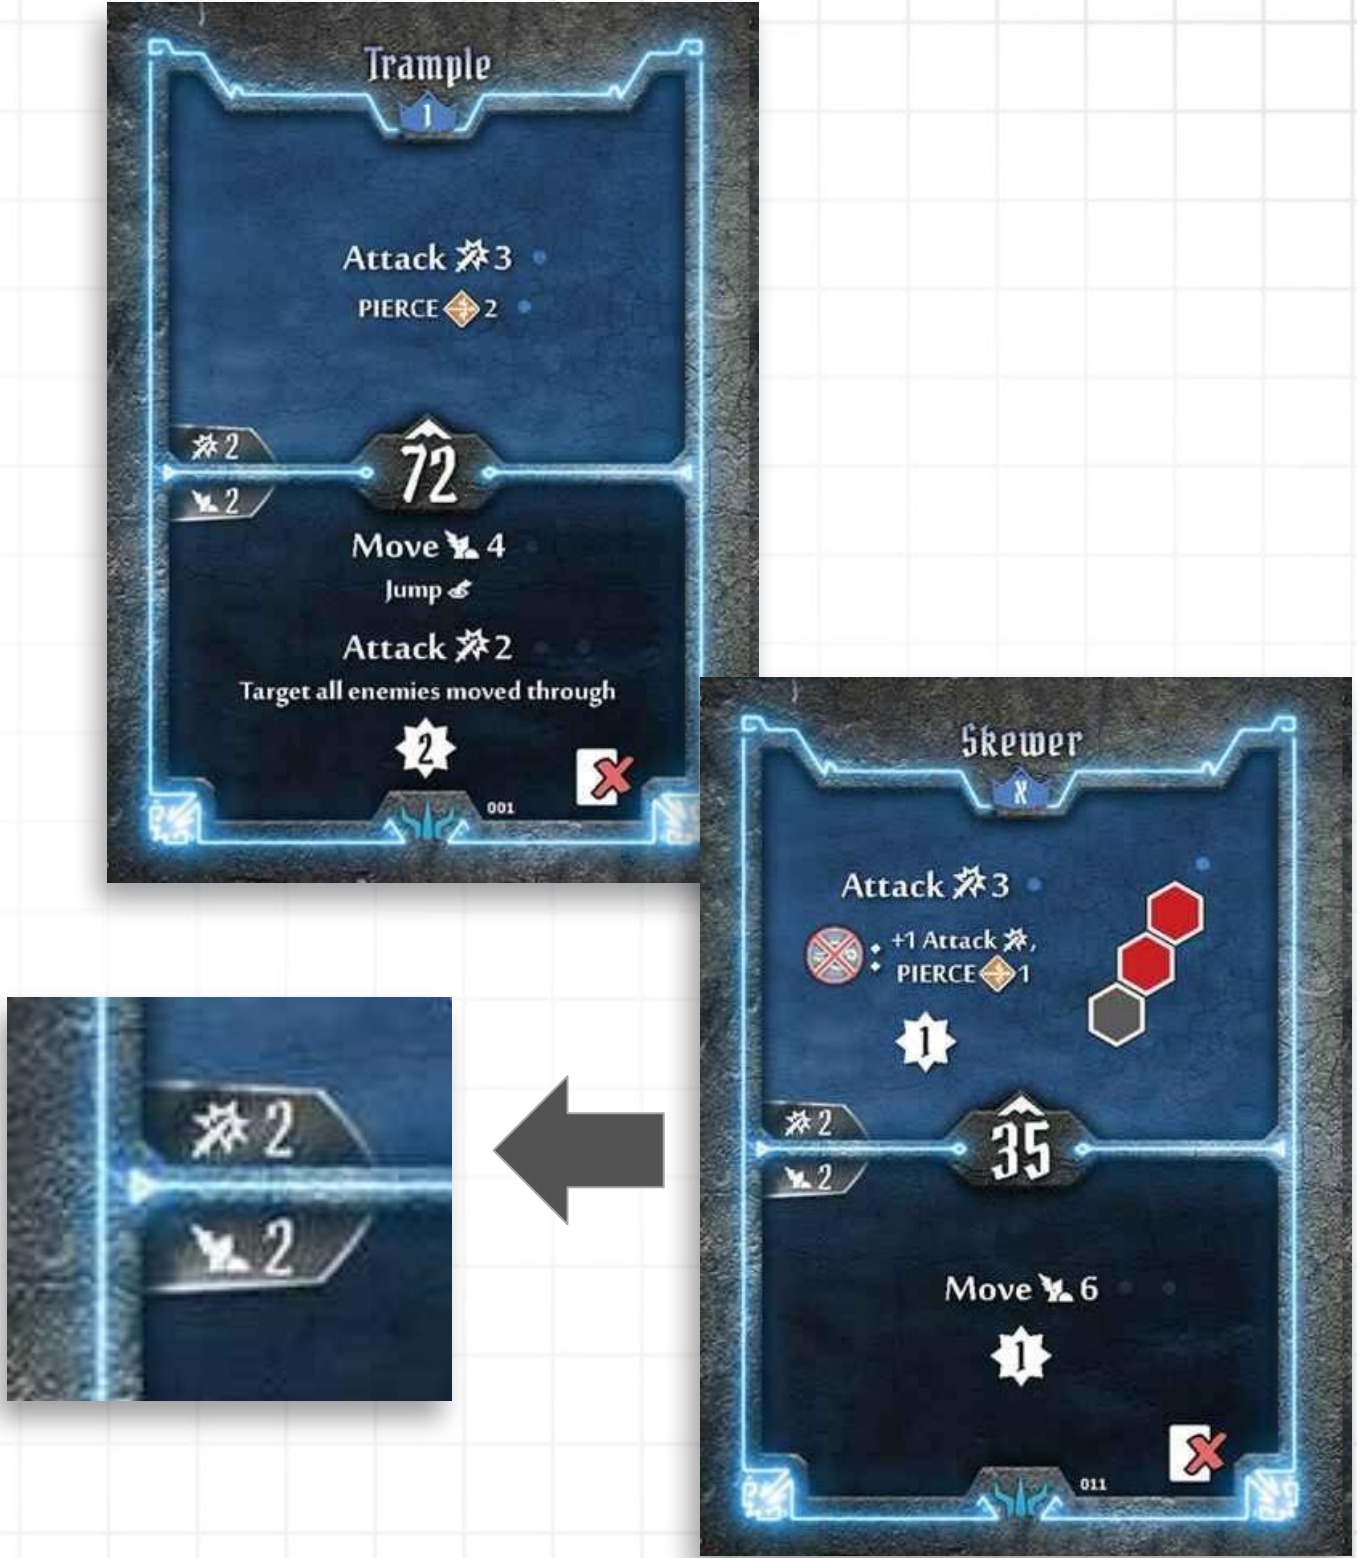 Trample
1
Attack 3
PIERCE 2
2
72
2
Move 4
Jump
Attack 2
Target all enemies moved through
2
001
Skewer
X
Attack 3
+1 Attack,
PIERCE 1
1
2
35
2
Move 6
1
011
2
2